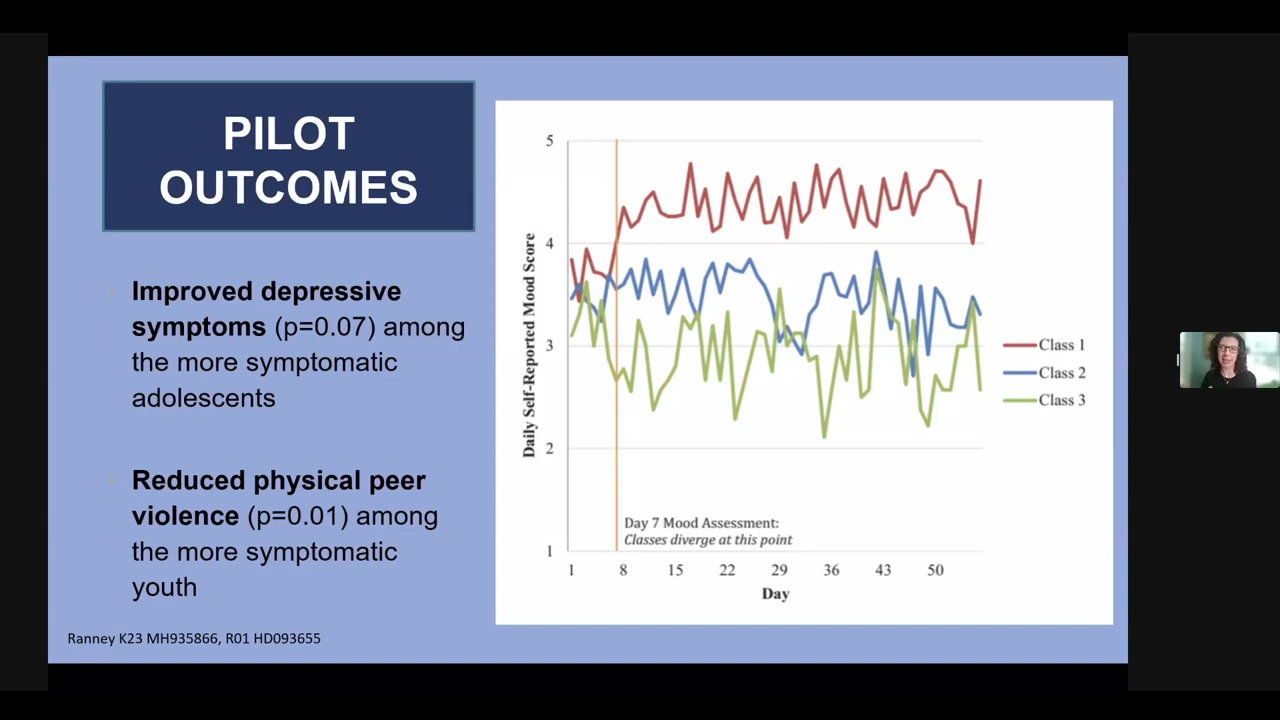 PILOT
OUTCOMES
Improved depressive
symptoms (p=0.07) among
the more symptomatic
adolescents
Reduced physical peer
violence (p=0.01) among
the more symptomatic
youth
Ranney K23 MH935866, R01 HD093655
Daily Self-Reported Mood Score
5
4
3
2
1
Day 7 Mood Assessment:
Classes diverge at this point
1 8 15 22 29 36 43 50
Day
Class 1
Class 2
Class 3